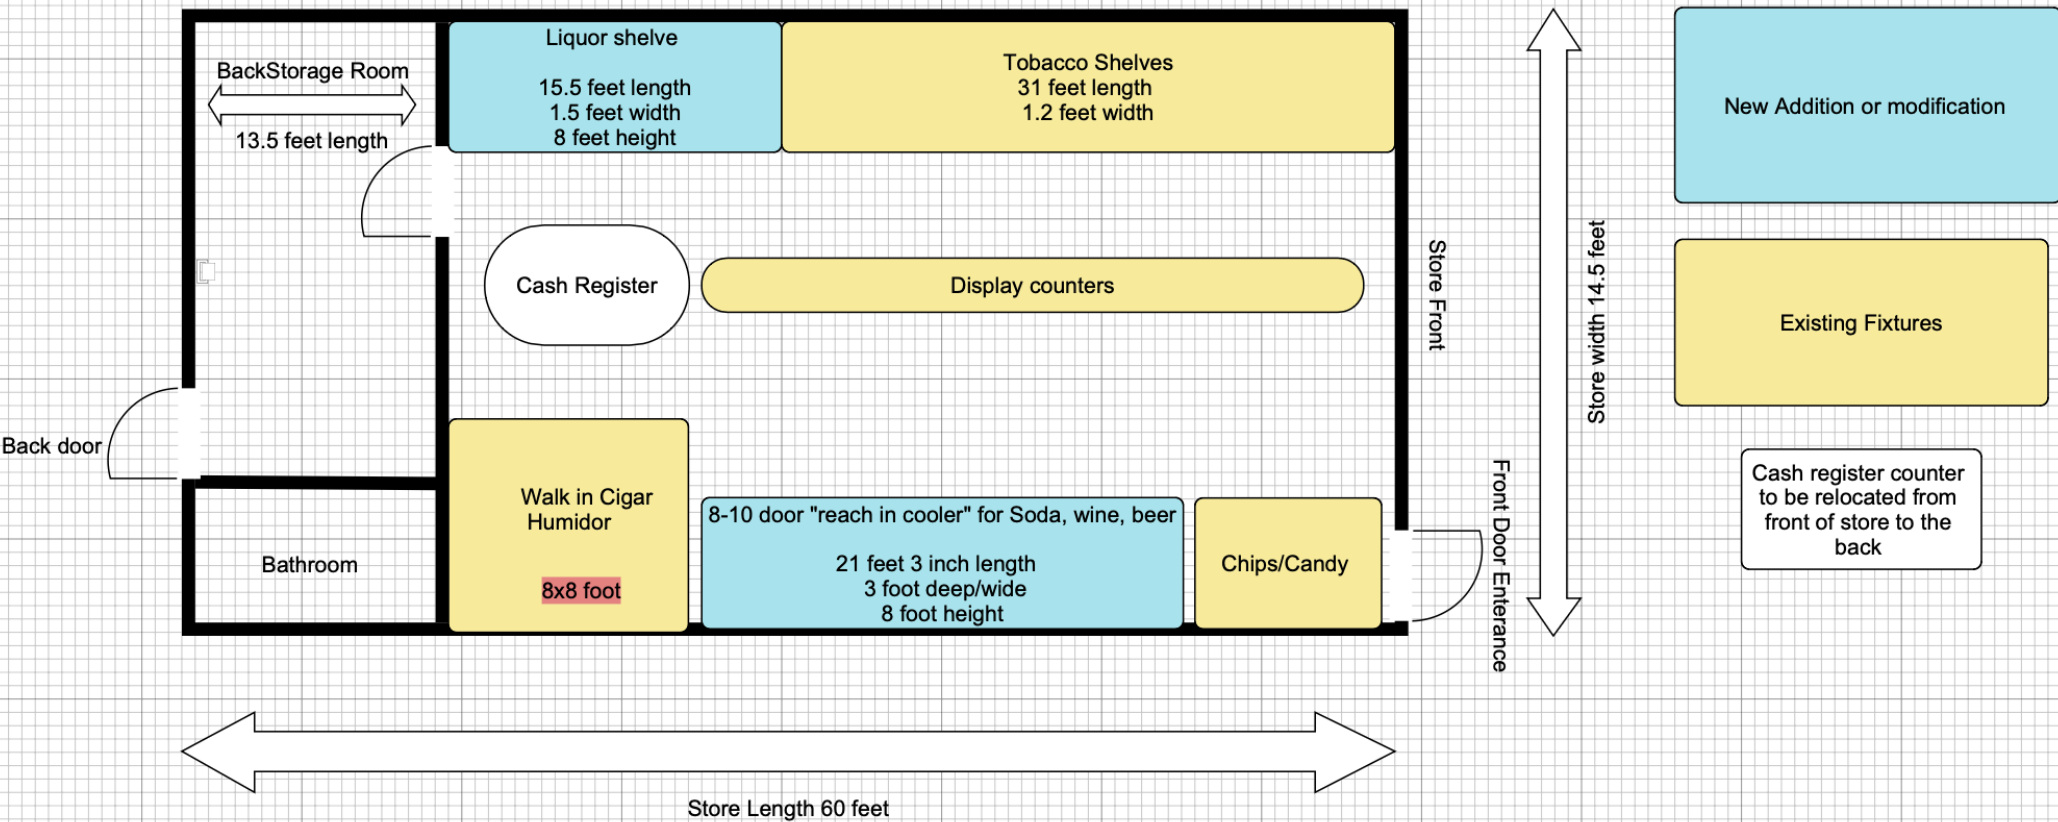 BackStorage Room
13.5 feet length
Liquor shelve
15.5 feet length
1.5 feet width
8 feet height
Tobacco Shelves
31 feet length
1.2 feet width
Cash Register
Display counters
Store Front
Back door
Bathroom
Walk in Cigar
Humidor
8x8 foot
8-10 door "reach in cooler" for Soda, wine, beer
21 feet 3 inch length
3 foot deep/wide
8 foot height
Chips/Candy
Front Door Enterance
Store width 14.5 feet
Store Length 60 feet
New Addition or modification
Existing Fixtures
Cash register counter
to be relocated from
front of store to the
back